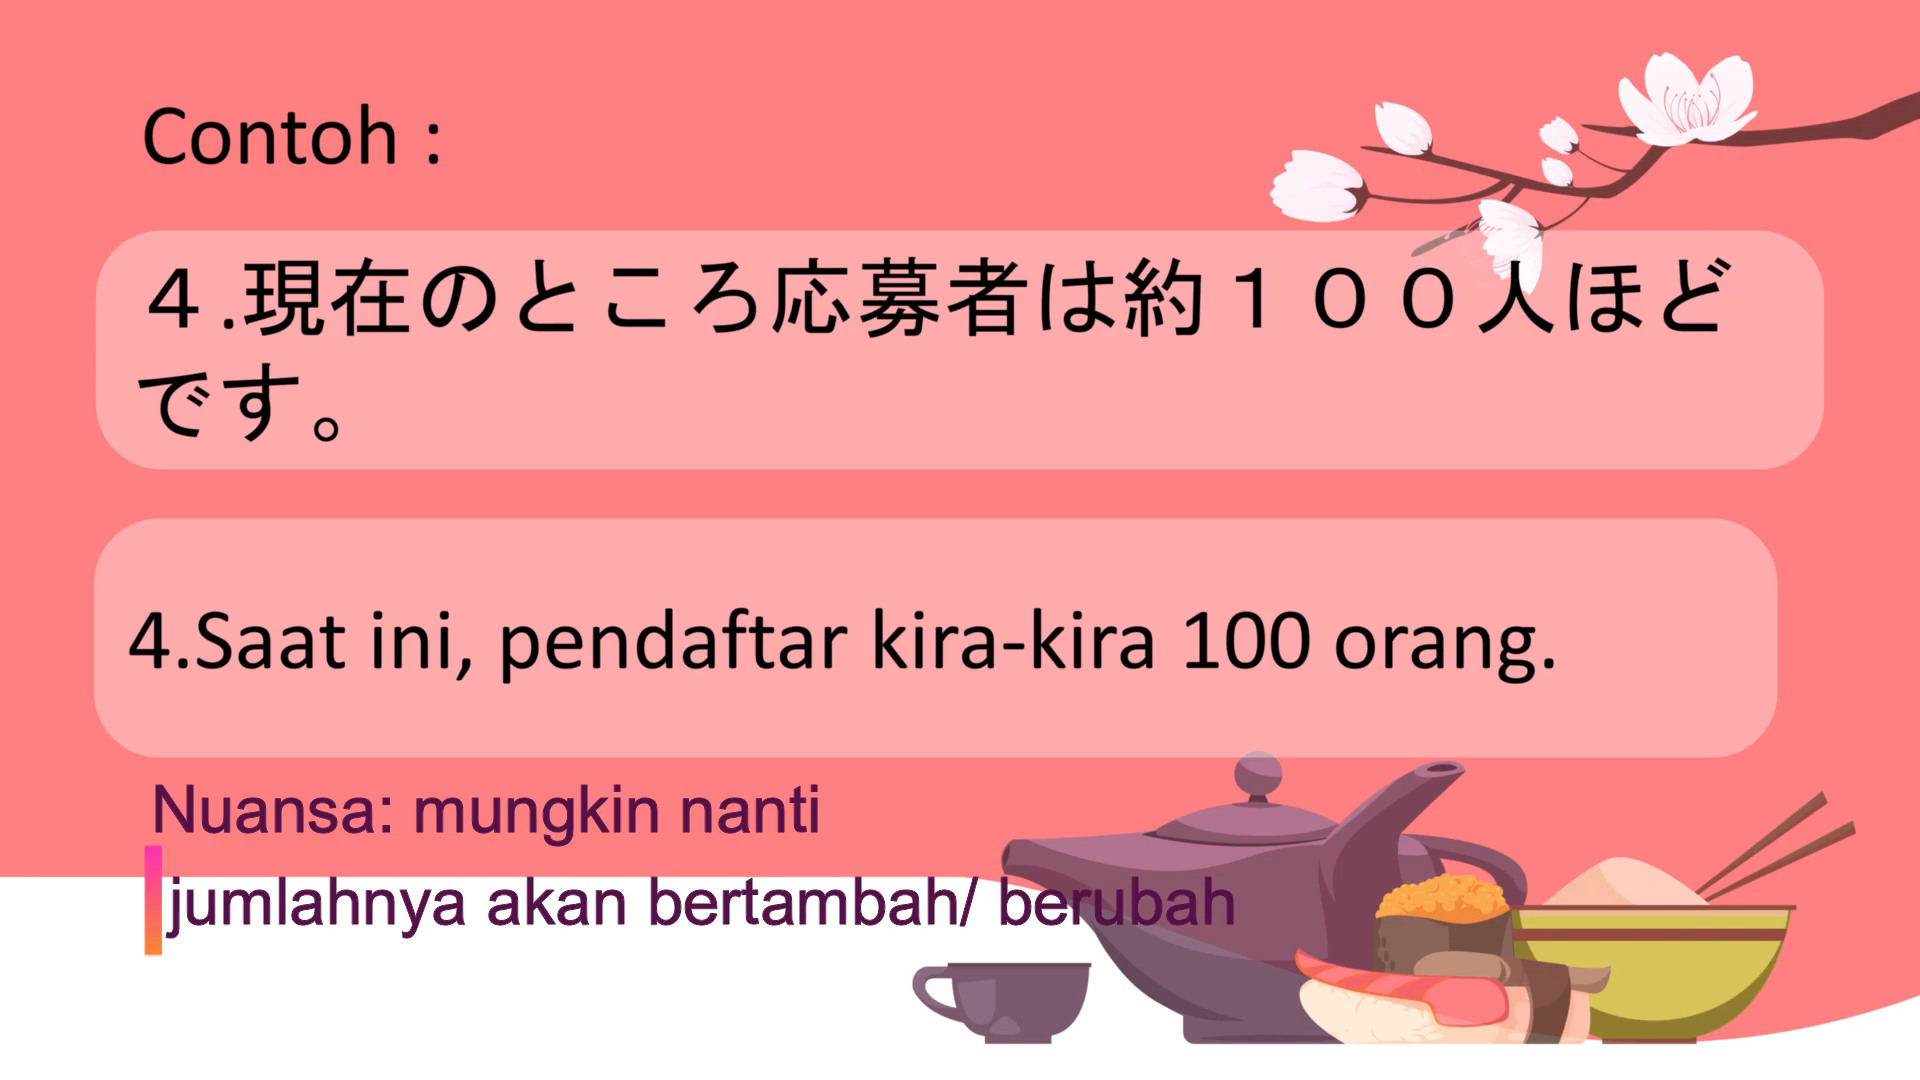 Contoh :
４.現在のところ応募者は約１００人ほど
です。
4.Saat ini, pendaftar kira-kira 100 orang.
Nuansa: mungkin nanti
jumlahnya akan bertambah/ berubah